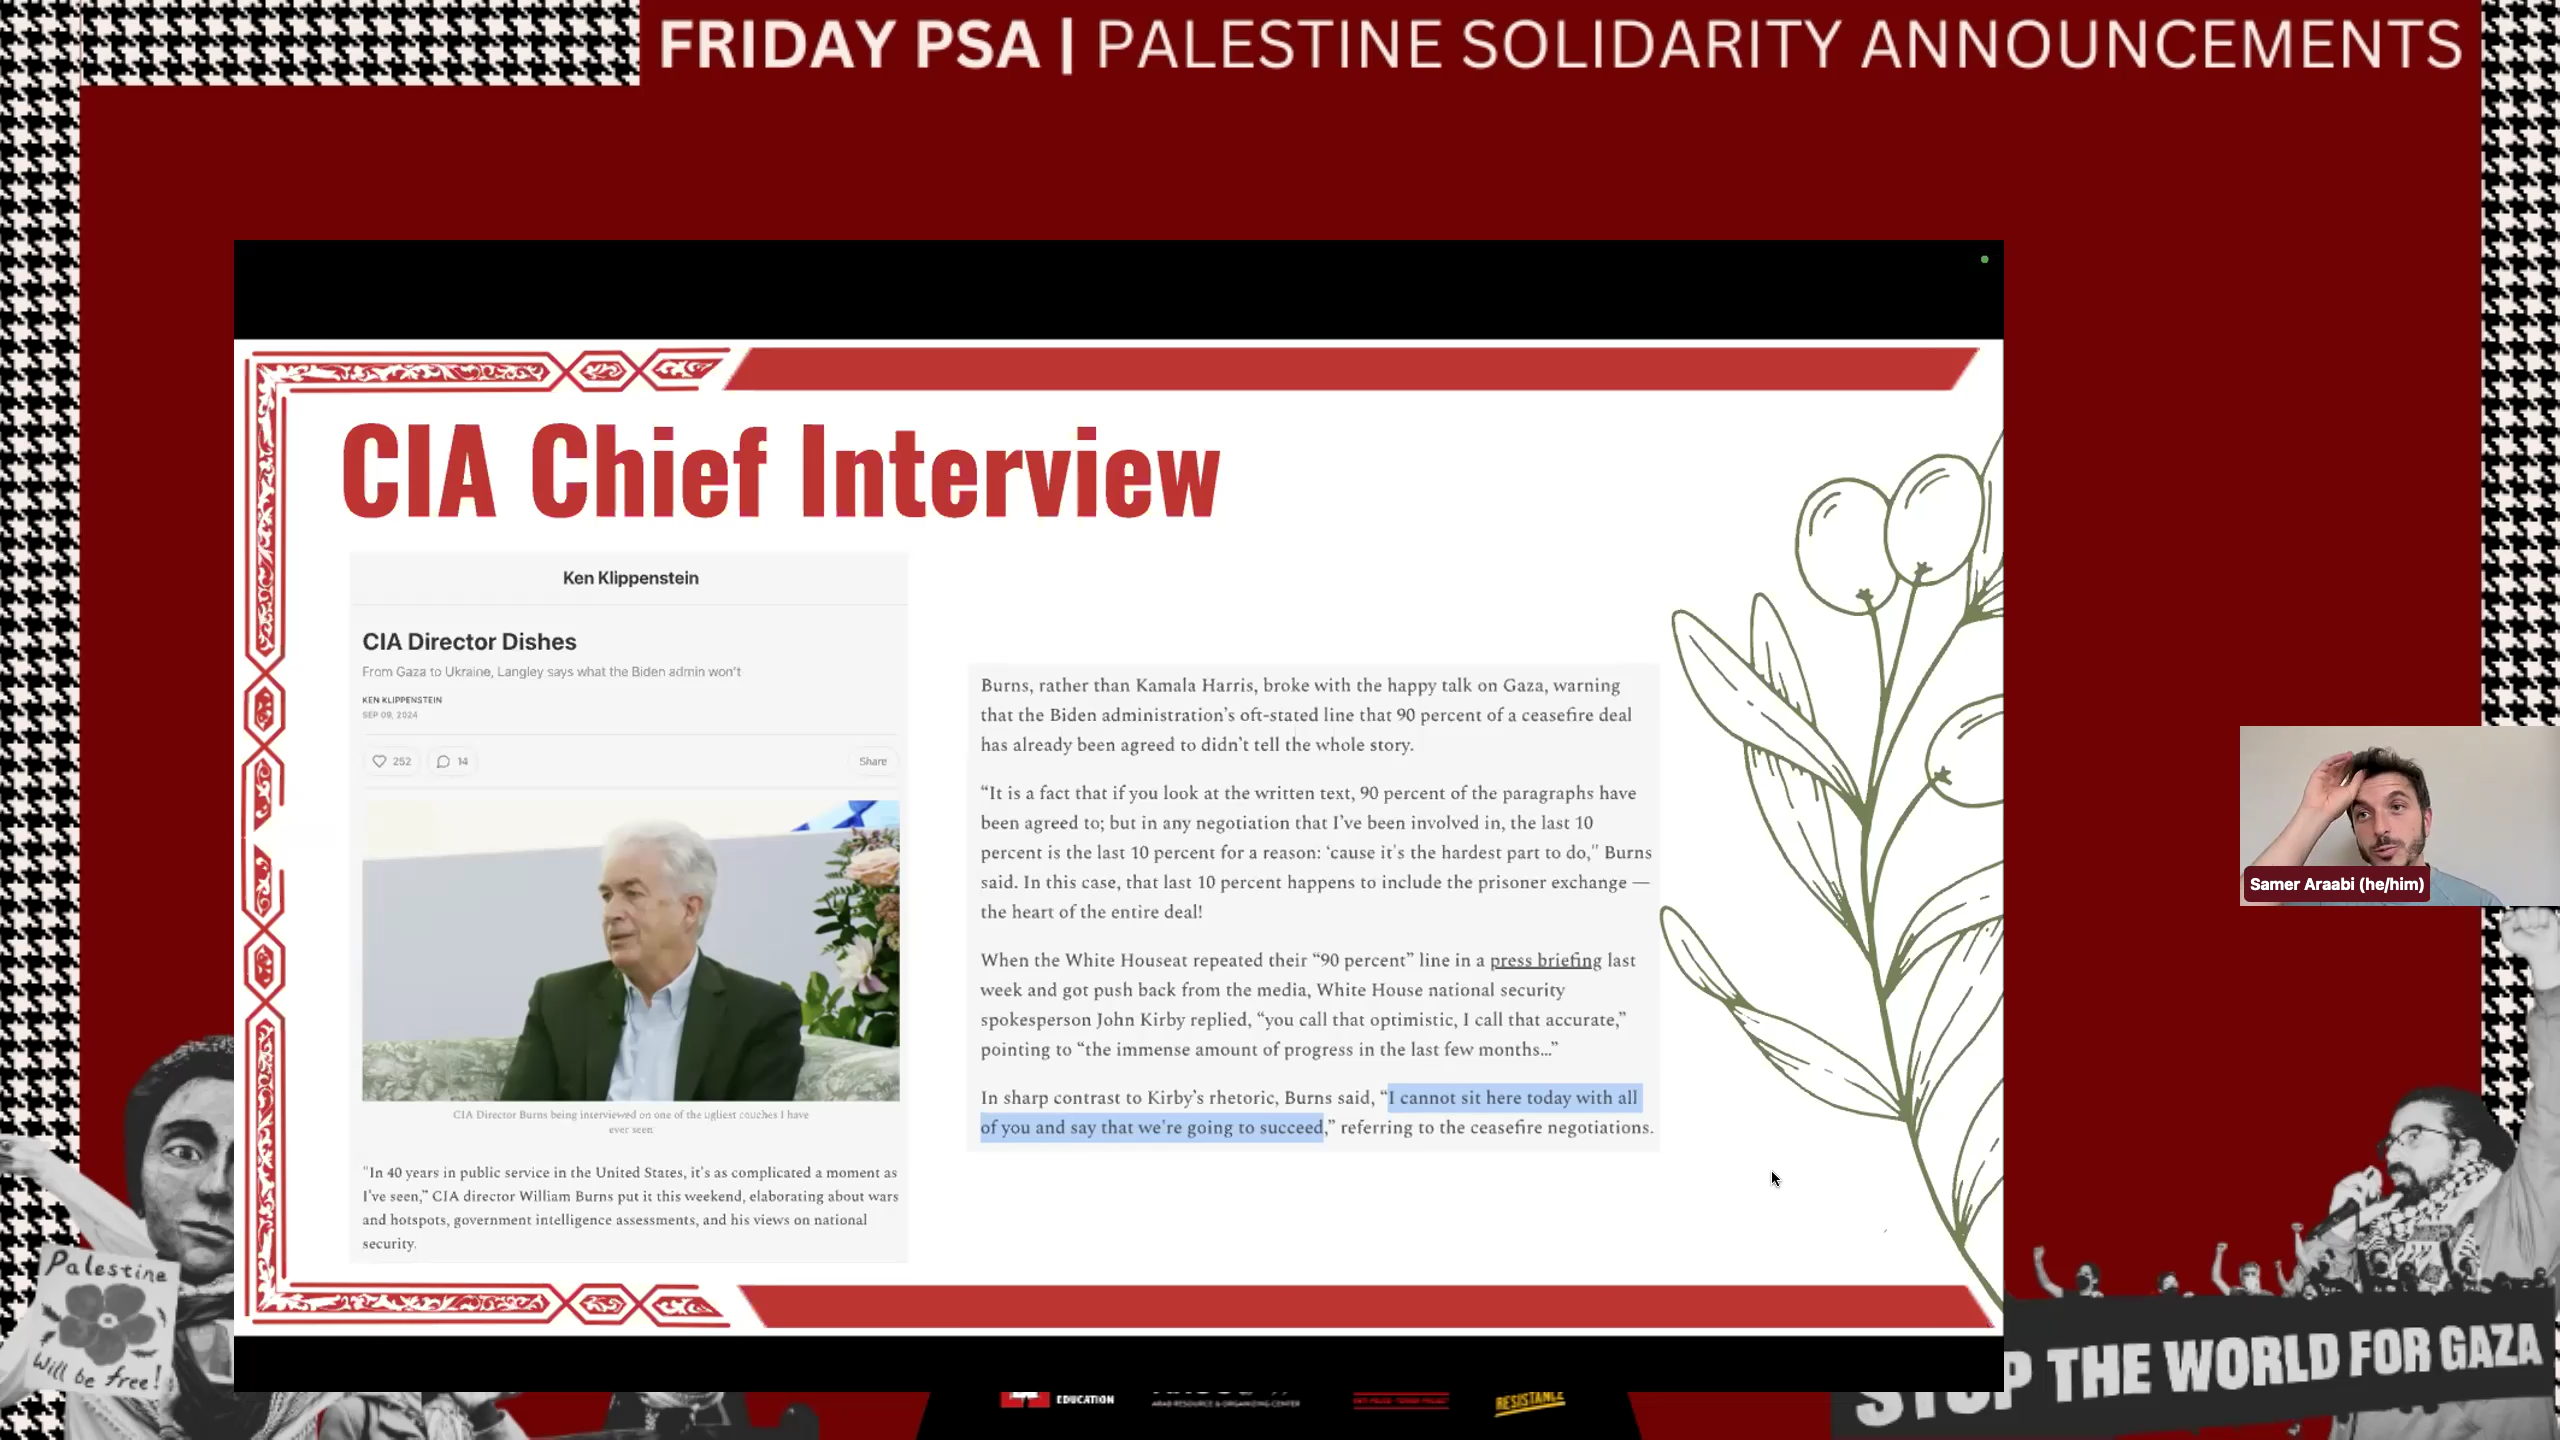 FRIDAY PSA | PALESTINE SOLIDARITY ANNOUNCEMENTS
CIA Chief Interview
Ken Klippenstein
CIA Director Dishes
From Gaza to Ukraine, Langley says what the Biden admin won't
KEN KLIPPENSTEIN
SEP 09, 2024
252
14
Share
CIA Director Burns being interviewed on one of the ugliest couches I have
ever seen
"In 40 years in public service in the United States, it's as complicated a moment as
I've seen,” CIA director William Burns put it this weekend, elaborating about wars
and hotspots, government intelligence assessments, and his views on national
security.
Burns, rather than Kamala Harris, broke with the happy talk on Gaza, warning
that the Biden administration’s oft-stated line that 90 percent of a ceasefire deal
has already been agreed to didn’t tell the whole story.
“It is a fact that if you look at the written text, 90 percent of the paragraphs have
been agreed to; but in any negotiation that I’ve been involved in, the last 10
percent is the last 10 percent for a reason: ‘cause it's the hardest part to do," Burns
said. In this case, that last 10 percent happens to include the prisoner exchange —
the heart of the entire deal!
When the White Houseat repeated their “90 percent” line in a press briefing last
week and got push back from the media, White House national security
spokesperson John Kirby replied, “you call that optimistic, I call that accurate,”
pointing to “the immense amount of progress in the last few months…”
In sharp contrast to Kirby’s rhetoric, Burns said, “I cannot sit here today with all
of you and say that we’re going to succeed,” referring to the ceasefire negotiations.
Samer Araabi (he/him)
Palestine
Will be free!
EDUCATION
ARAB RESOURCE & ORGANIZING CENTER
RESISTANCE
STOP THE WORLD FOR GAZA